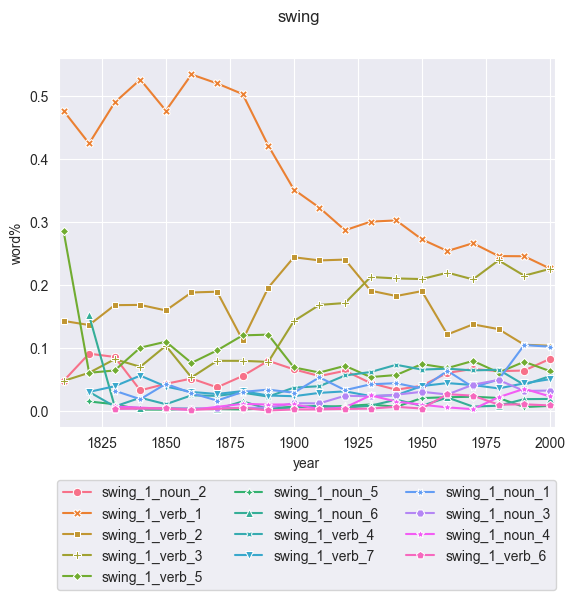 swing
0.5
0.4
0.3
0.2
0.1
0.0
word%
1825 1850 1875 1900 1925 1950 1975 2000
year
swing_1_noun_2 swing_1_noun_5 swing_1_noun_1
swing_1_verb_1 swing_1_noun_6 swing_1_noun_3
swing_1_verb_2 swing_1_verb_4 swing_1_noun_4
swing_1_verb_3 swing_1_verb_7 swing_1_verb_6
swing_1_verb_5